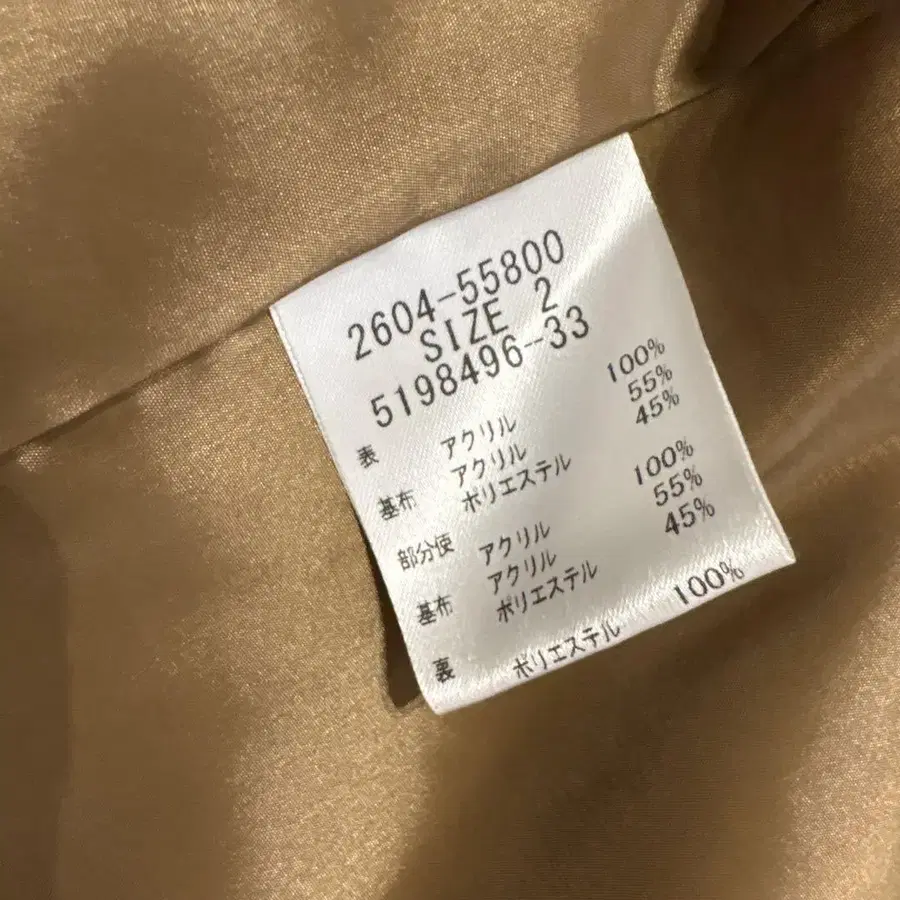 2604-55800
SIZE 2
5198496-33
表 アクリル 100%
基布 アクリル 55%
ポリエステル 45%
部分使 アクリル 100%
基布 アクリル 55%
ポリエステル 45%
裏 ポリエステル 100%